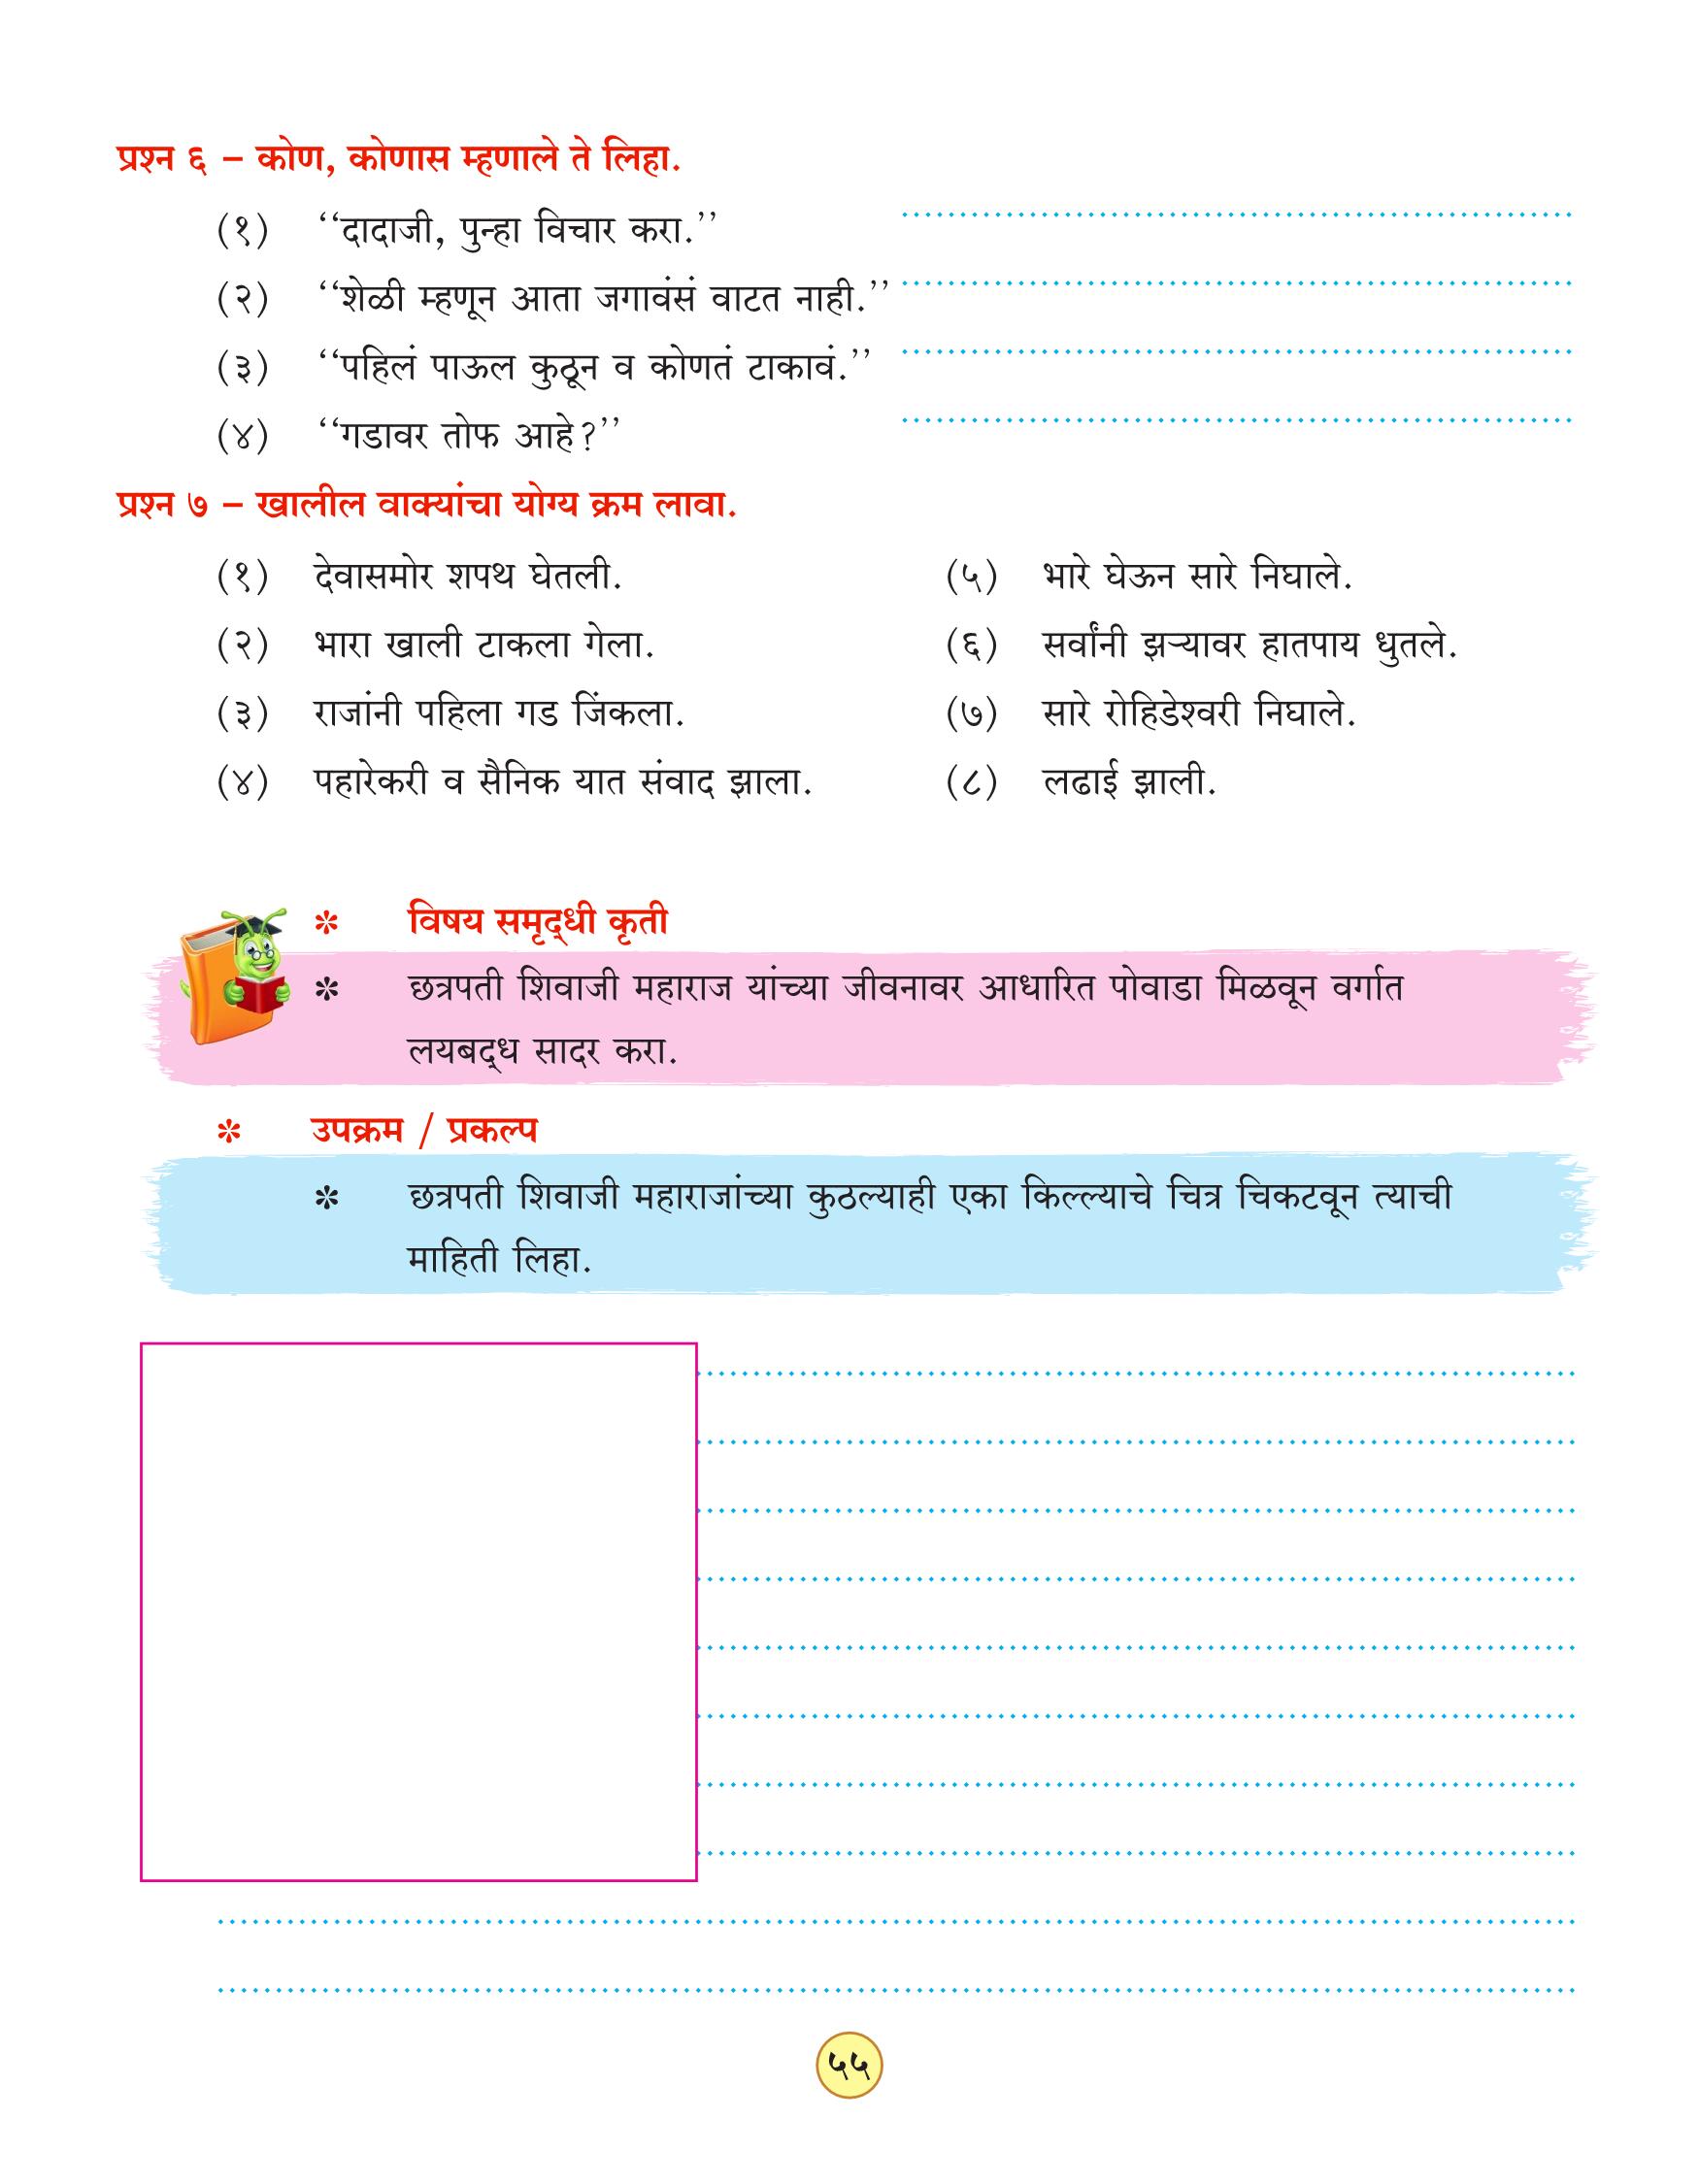 प्रश्न ६ – कोण, कोणास म्हणाले ते लिहा.
(१) ‘‘दादाजी, पुन्हा विचार करा.’’
(२) ‘‘शेळी म्हणून आता जगावंसं वाटत नाही.’’
(३) ‘‘पहिलं पाऊल कुठून व कोणतं टाकावं.’’
(४) ‘‘गडावर तोफ आहे?’’
प्रश्न ७ – खालील वाक्यांचा योग्य क्रम लावा.
(१) देवासमोर शपथ घेतली.
(२) भारा खाली टाकला गेला.
(३) राजांनी पहिला गड जिंकला.
(४) पहारेकरी व सैनिक यात संवाद झाला.
(५) भारे घेऊन सारे निघाले.
(६) सर्वांनी झऱ्यावर हातपाय धुतले.
(७) सारे रोहिडेश्वरी निघाले.
(८) लढाई झाली.
* विषय समृद्धी कृती
* छत्रपती शिवाजी महाराज यांच्या जीवनावर आधारित पोवाडा मिळवून वर्गात
लयबद्ध सादर करा.
* उपक्रम / प्रकल्प
* छत्रपती शिवाजी महाराजांच्या कुठल्याही एका किल्ल्याचे चित्र चिकटवून त्याची
माहिती लिहा.
५५